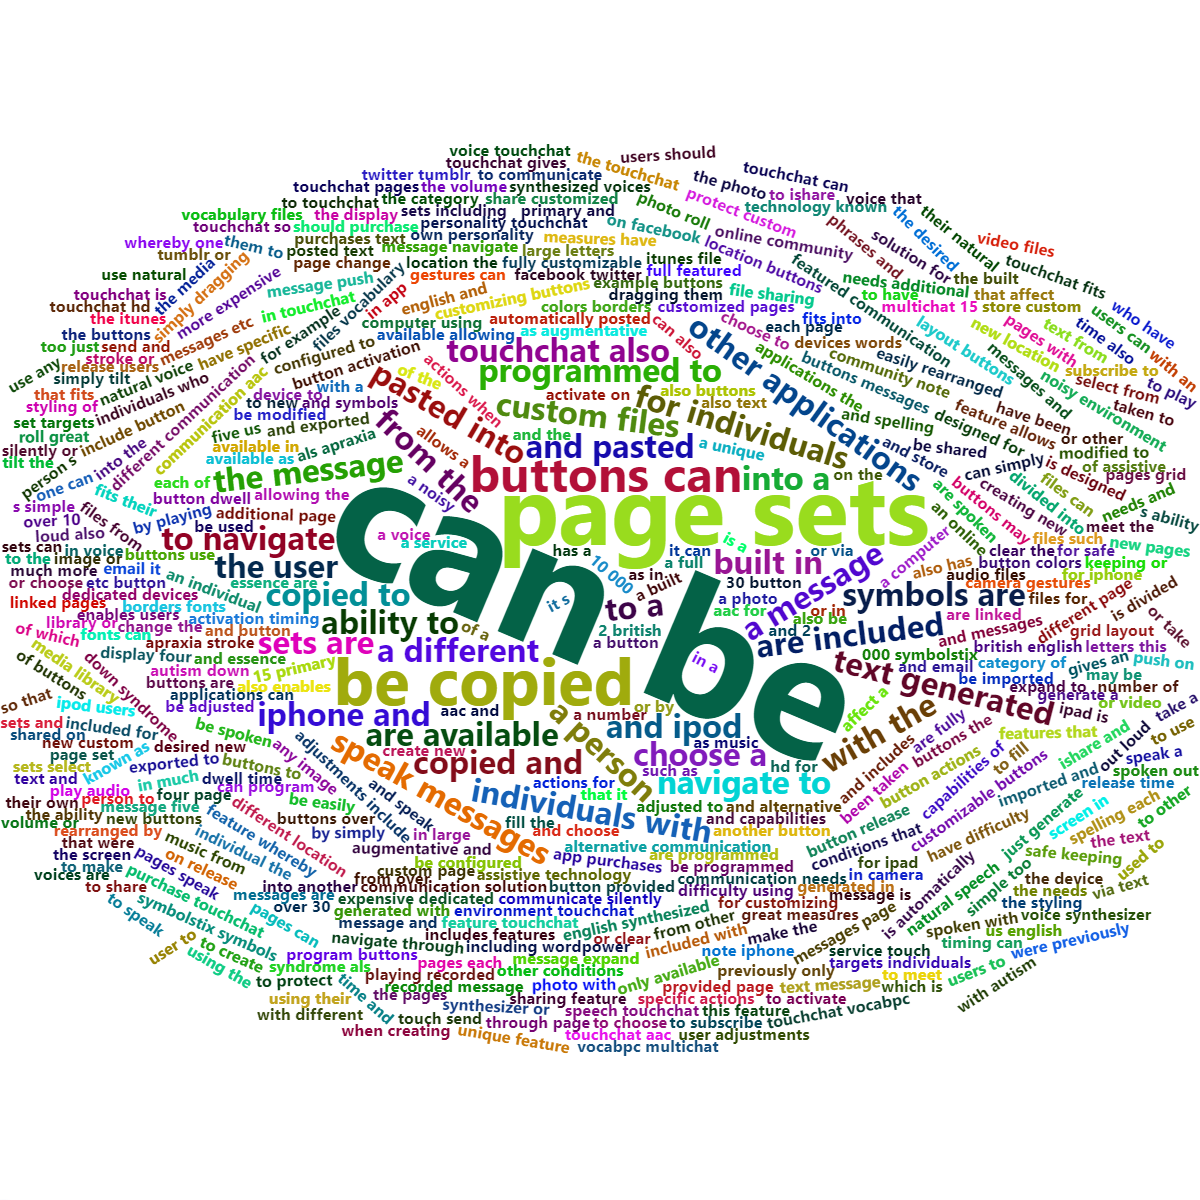 voice touchchat
touchchat gives
the touchchat
users should
touchchat can
twitter tumblr
to communicate
the photo
to ishare
voice that
touchchat pages
the volume
synthesized voices
protect custom
technology known
their natural
to touchchat
the category
share customized
photo roll
the desired
video files
vocabulary files
the display
sets including
primary and
on facebook
online community
phrases and
solution for
touchchat so
should purchase
personality touchchat
location buttons
touchchat fits
whereby one
them to
purchases text
own personality
measures have
featured communication
the built
tumblr or
posted text
message navigate
large letters
needs additional
who have
the media
page change
location the
fully customizable
itunes file
full featured
to have
that affect
use natural
simply dragging
message push
files vocabulary
gestures can
facebook twitter
example buttons
file sharing
multichat 15
store custom
users can
touchchat is
more expensive
in touchchat
in app
english and
customizing buttons
dragging them
customized pages
fits into
layout buttons
pages with
text from
time also
touchchat hd
the itunes
messages etc
for example
computer using
colors borders
choose to
each page
easily rearranged
new location
with an
the buttons
have specific
configured to
available allowing
automatically posted
as augmentative
can also
other applications
devices words
messages and
noisy environment
subscribe to
too just
send and
natural voice
button activation
touchchat also
applications the
community note
select from
to play
use any
stroke or
release users
individuals who
different communication
actions when
programmed to
buttons messages
feature allows
have been
taken to
simply tilt
communication aac
device to
with a
of the
pasted into
activate on
also buttons
for individuals
designed for
that fits
styling of
include button
to new
and symbols
custom files
also text
and spelling
or other
set targets
roll great
be modified
from the
and the
and pasted
a unique
and store
be shared
modified to
silently or
five us
and exported
als apraxia
allows a
on the
is designed
of assistive
tilt the
person s
available in
available as
the message
buttons can
into a
can simply
pages grid
one can
into the
each of
a noisy
page sets
are spoken
divided into
files can
needs and
s simple
fits their
button dwell
allowing the
can be
an online
buttons may
creating new
s ability
over 10
files from
by playing
additional page
a voice
is a
meet the
loud also
be used
to navigate
a service
has a
it can
or via
a computer
files such
new pages
sets can
in voice
the user
10 000
a full
built in
also has
clear the
for safe
to the
image or
buttons use
as in
a built
30 button
a message
audio files
button colors
keeping or
much more
email it
an individual
essence are
copied to
it s
to a
a photo
symbols are
camera gestures
for iphone
or choose
etc button
dedicated devices
aac for
or in
also be
files for
different page
is divided
linked pages
enables users
borders fonts
activation timing
ability to
of a
2 british
and 2
are included
are linked
or take
library of
change the
and button
sets are
a different
a button
and messages
grid layout
of which
fonts can
apraxia stroke
in a
british english
letters this
media library
down syndrome
display four
and essence
15 primary
be copied
000 symbolstix
text generated
category of
gives an
push on
of buttons
autism down
also enables
and email
be imported
may be
buttons are
applications can
affect a
expand to
number of
so that
ipod users
be adjusted
iphone and
aac and
a person
a number
or by
and ipod
with the
generate a
or video
sets and
included for
be spoken
are available
ipad is
take a
shared on
new custom
known as
desired new
any image
adjustments include
speak messages
create new
copied and
as music
choose a
are fully
features that
to use
page set
exported to
buttons to
such as
hd for
buttons the
capabilities of
to fill
ishare and
out loud
speak a
sets select
text and
in much
dwell time
and speak
individuals with
actions for
that it
navigate to
and includes
been taken
button actions
customizable buttons
imported and
spoken out
play audio
person to
four page
can program
be easily
adjusted to
and alternative
release time
their own
the ability
message five
new buttons
different location
buttons over
fill the
and choose
and capabilities
button release
just generate
screen in
spelling each
to other
volume or
rearranged by
music from
feature whereby
by simply
in large
another button
conditions that
have difficulty
the text
that were
the screen
pages speak
on release
individual the
augmentative and
be configured
alternative communication
app purchases
are programmed
is automatically
natural speech
safe keeping
used to
voices are
to make
purchase touchchat
custom page
assistive technology
be programmed
for ipad
in camera
simple too
the device
to share
from over
into another
communication solution
button provided
communication needs
difficulty using
generated in
message is
the needs
via text
to speak
symbolstix symbols
messages are
over 30
expensive dedicated
communicate silently
for customizing
the styling
pages can
generated with
environment touchchat
english synthesized
great measures
messages page
spoken with
voice synthesizer
message and
feature touchchat
from other
make the
us english
user to
to create
navigate through
includes features
including wordpower
or clear
included with
note iphone
service touch
timing can
were previously
using the
program buttons
pages each
message expand
targets individuals
syndrome als
playing recorded
other conditions
only available
previously only
to meet
users to
to protect
time and
recorded message
photo with
provided page
text message
which is
with autism
using their
the pages
sharing feature
specific actions
to activate
with different
touch send
synthesizer or
speech touchchat
this feature
touchchat vocabpc
when creating
through page
to choose
to subscribe
unique feature
touchchat aac
user adjustments
vocabpc multichat